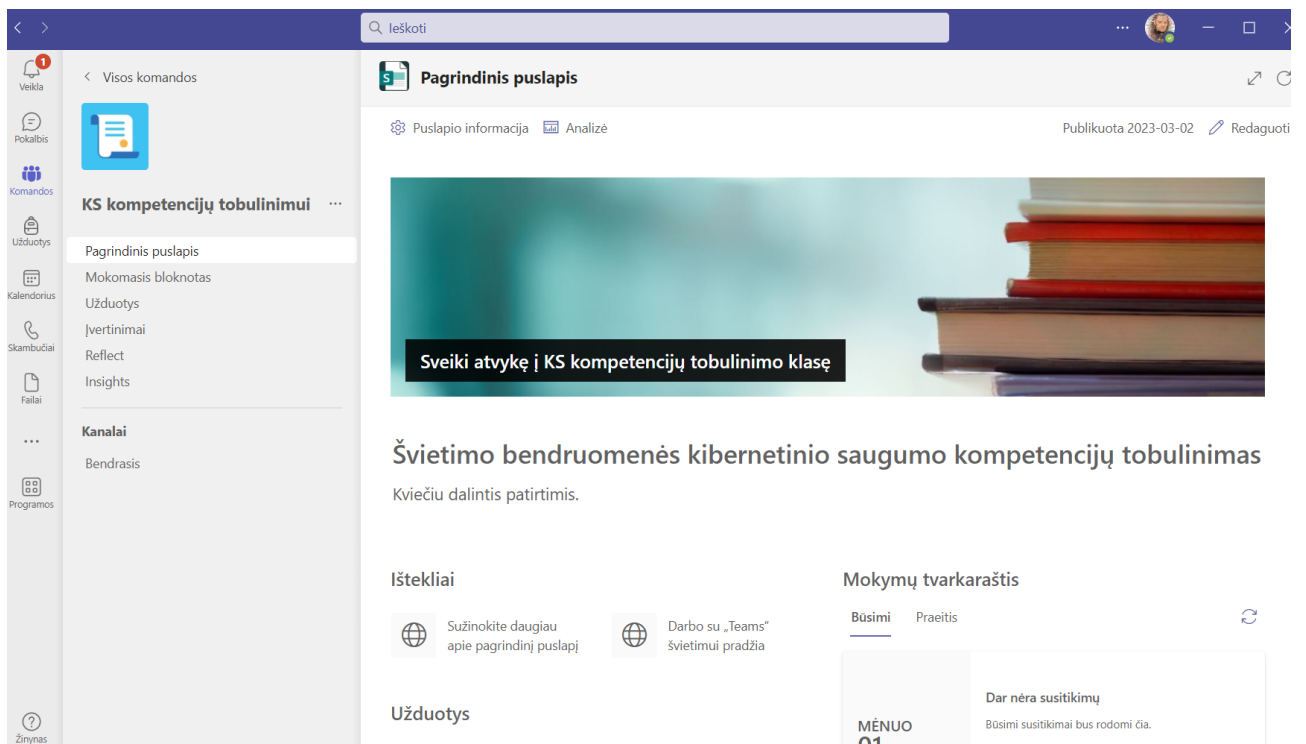 Ieškoti
1
Veikla
Pokalbis
Komandos
Užduotys
Kalendorius
Skambučiai
Failai
Programos
Žinynas
Visos komandos
KS kompetencijų tobulinimui
Pagrindinis puslapis
Mokomasis bloknotas
Užduotys
Įvertinimai
Reflect
Insights
Kanalai
Bendrasis
S
Pagrindinis puslapis
Puslapio informacija
Analizė
Publikuota 2023-03-02
Redaguoti
Sveiki atvykę į KS kompetencijų tobulinimo klasę
Švietimo bendruomenės kibernetinio saugumo kompetencijų tobulinimas
Kviečiu dalintis patirtimis.
Ištekliai
Sužinokite daugiau
apie pagrindinį puslapį
Darbo su „Teams“
švietimui pradžia
Užduotys
Mokymų tvarkaraštis
Būsimi
Praeitis
MĖNUO
01
Dar nėra susitikimų
Būsimi susitikimai bus rodomi čia.